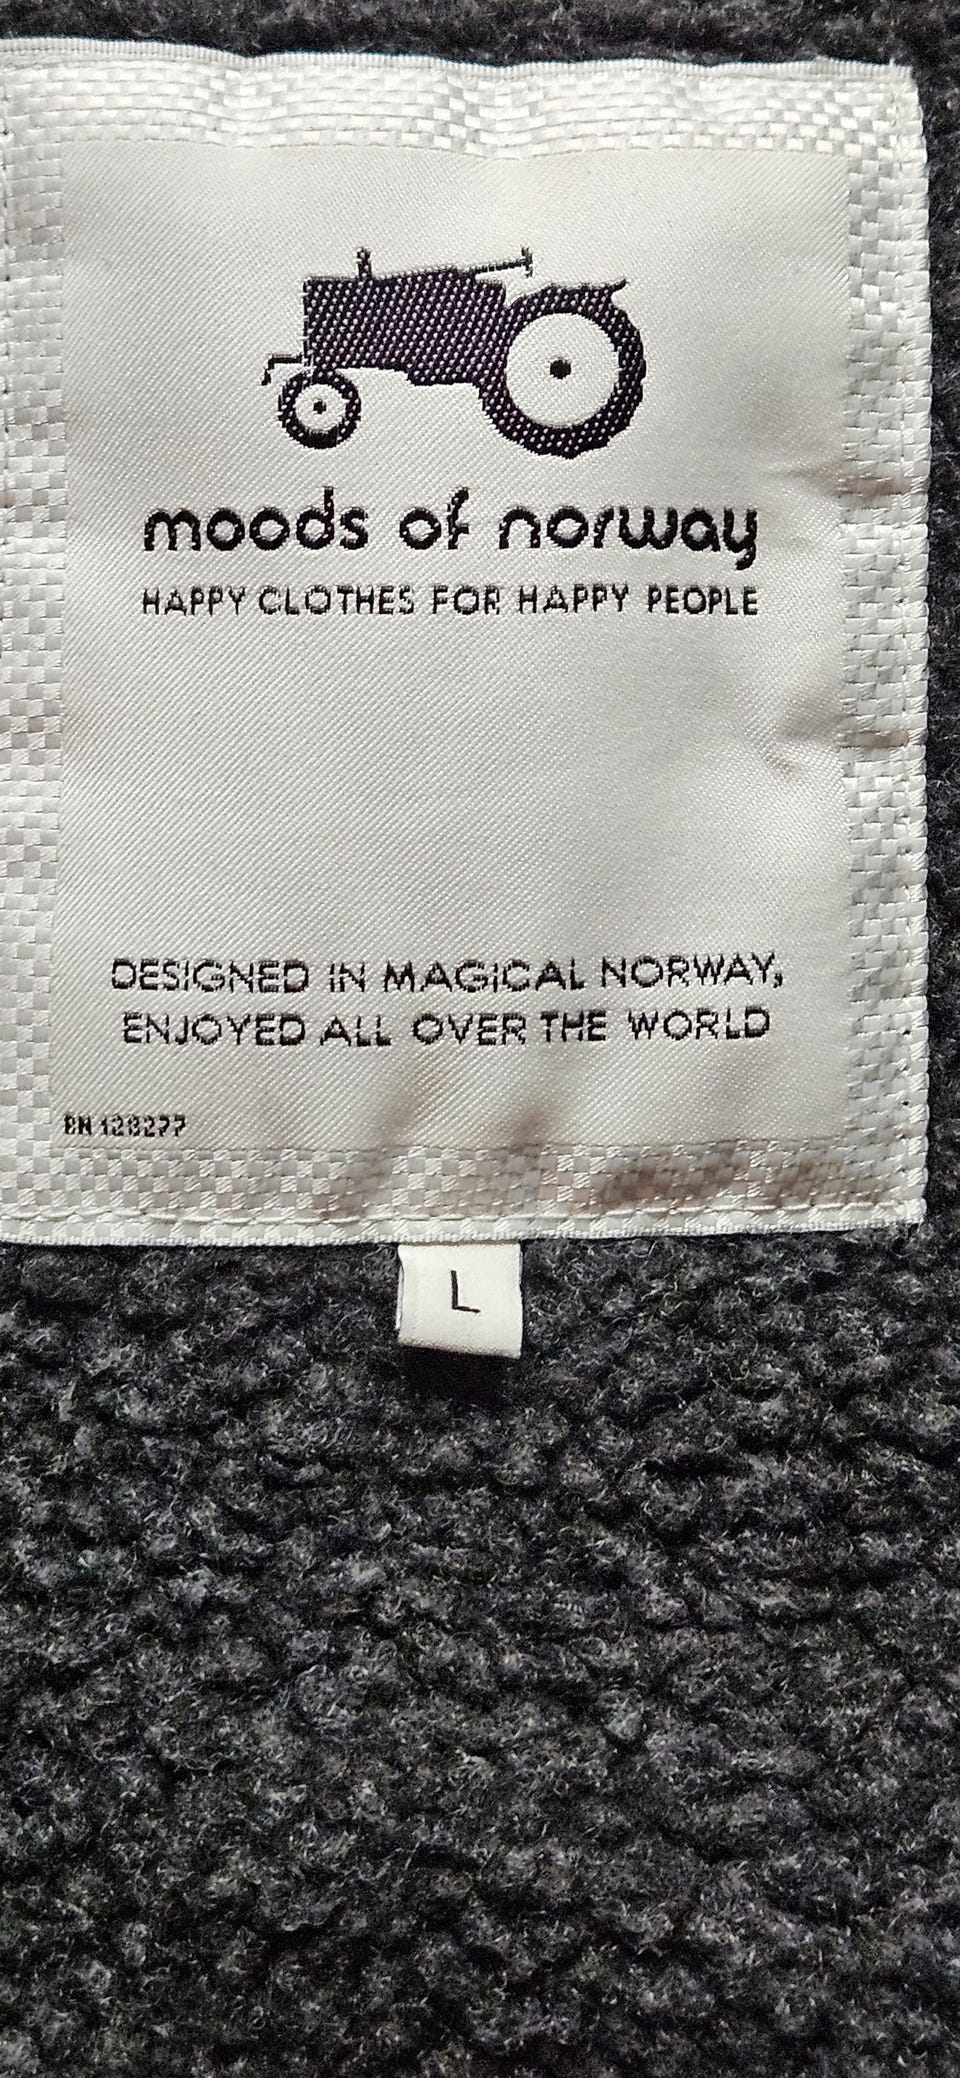 moods of norway
HAPPY CLOTHES FOR HAPPY PEOPLE
DESIGNED IN MAGICAL NORWAY,
ENJOYED ALL OVER THE WORLD
L